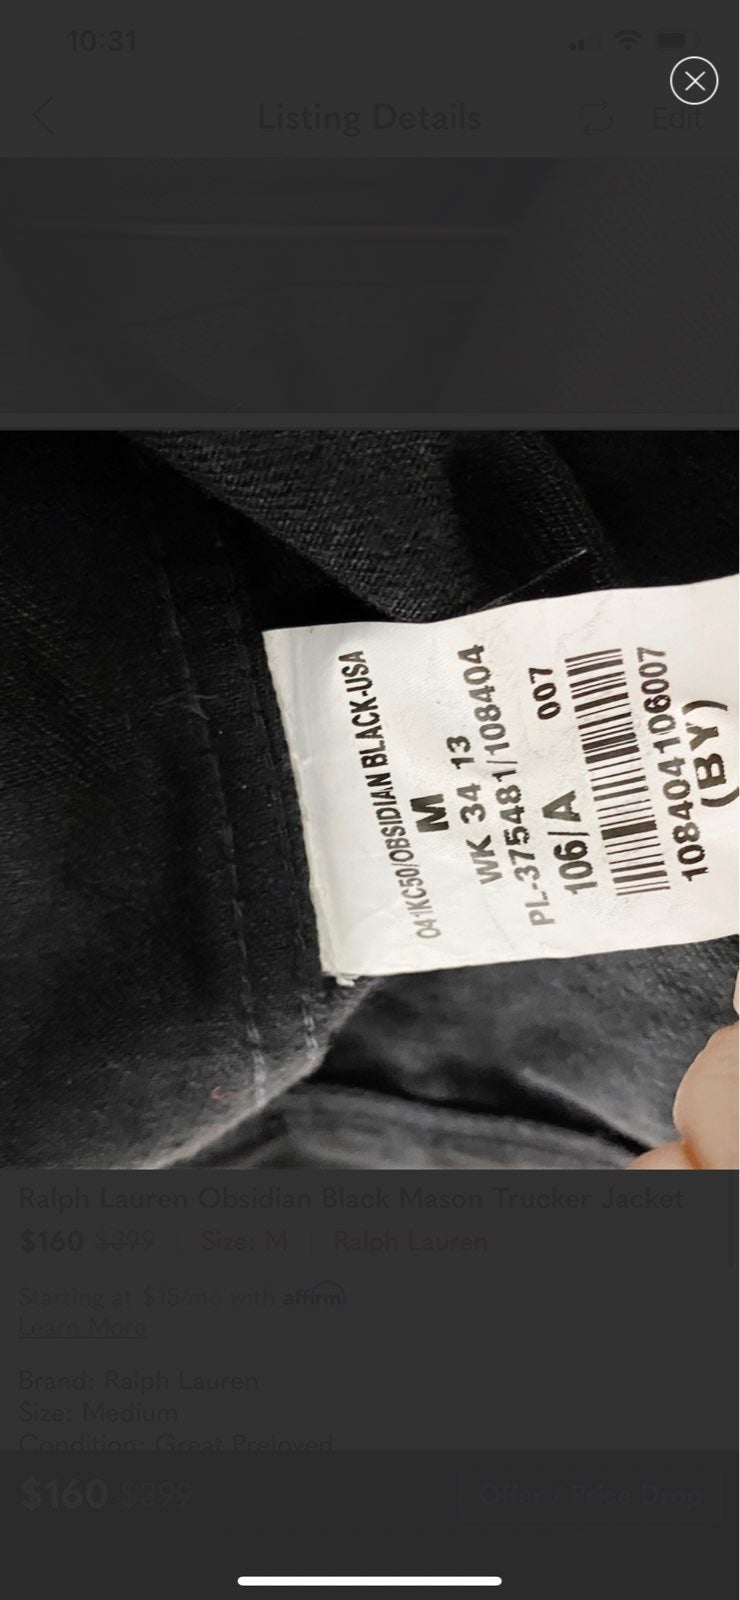 10:31
Listing Details
Edit
041KC50/OBSIDIAN BLACK-USA
M
WK 34 13
PL-375481/108404
106/A 007
108404106007
(BY)
Ralph Lauren Obsidian Black Mason Trucker Jacket
$160 $399 | Size: M | Ralph Lauren
Starting at $15/mo with affirm
Learn More
Brand: Ralph Lauren
Size: Medium
Condition: Great Preloved
$160 $399
Offer / Price Drop